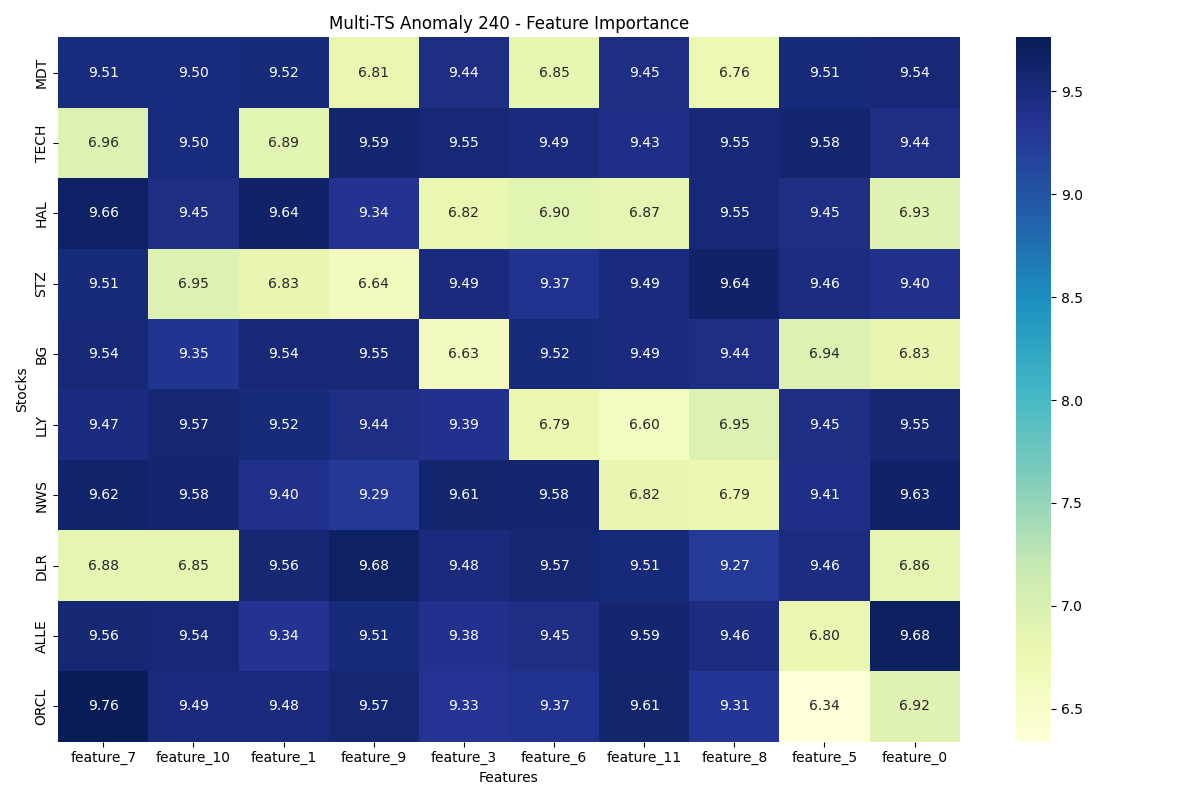 Multi-TS Anomaly 240 - Feature Importance
Stocks
MDT 9.51 9.50 9.52 6.81 9.44 6.85 9.45 6.76 9.51 9.54
TECH 6.96 9.50 6.89 9.59 9.55 9.49 9.43 9.55 9.58 9.44
HAL 9.66 9.45 9.64 9.34 6.82 6.90 6.87 9.55 9.45 6.93
STZ 9.51 6.95 6.83 6.64 9.49 9.37 9.49 9.64 9.46 9.40
BG 9.54 9.35 9.54 9.55 6.63 9.52 9.49 9.44 6.94 6.83
LLY 9.47 9.57 9.52 9.44 9.39 6.79 6.60 6.95 9.45 9.55
NWS 9.62 9.58 9.40 9.29 9.61 9.58 6.82 6.79 9.41 9.63
DLR 6.88 6.85 9.56 9.68 9.48 9.57 9.51 9.27 9.46 6.86
ALLE 9.56 9.54 9.34 9.51 9.38 9.45 9.59 9.46 6.80 9.68
ORCL 9.76 9.49 9.48 9.57 9.33 9.37 9.61 9.31 6.34 6.92
feature_7 feature_10 feature_1 feature_9 feature_3 feature_6 feature_11 feature_8 feature_5 feature_0
Features
9.5
9.0
8.5
8.0
7.5
7.0
6.5